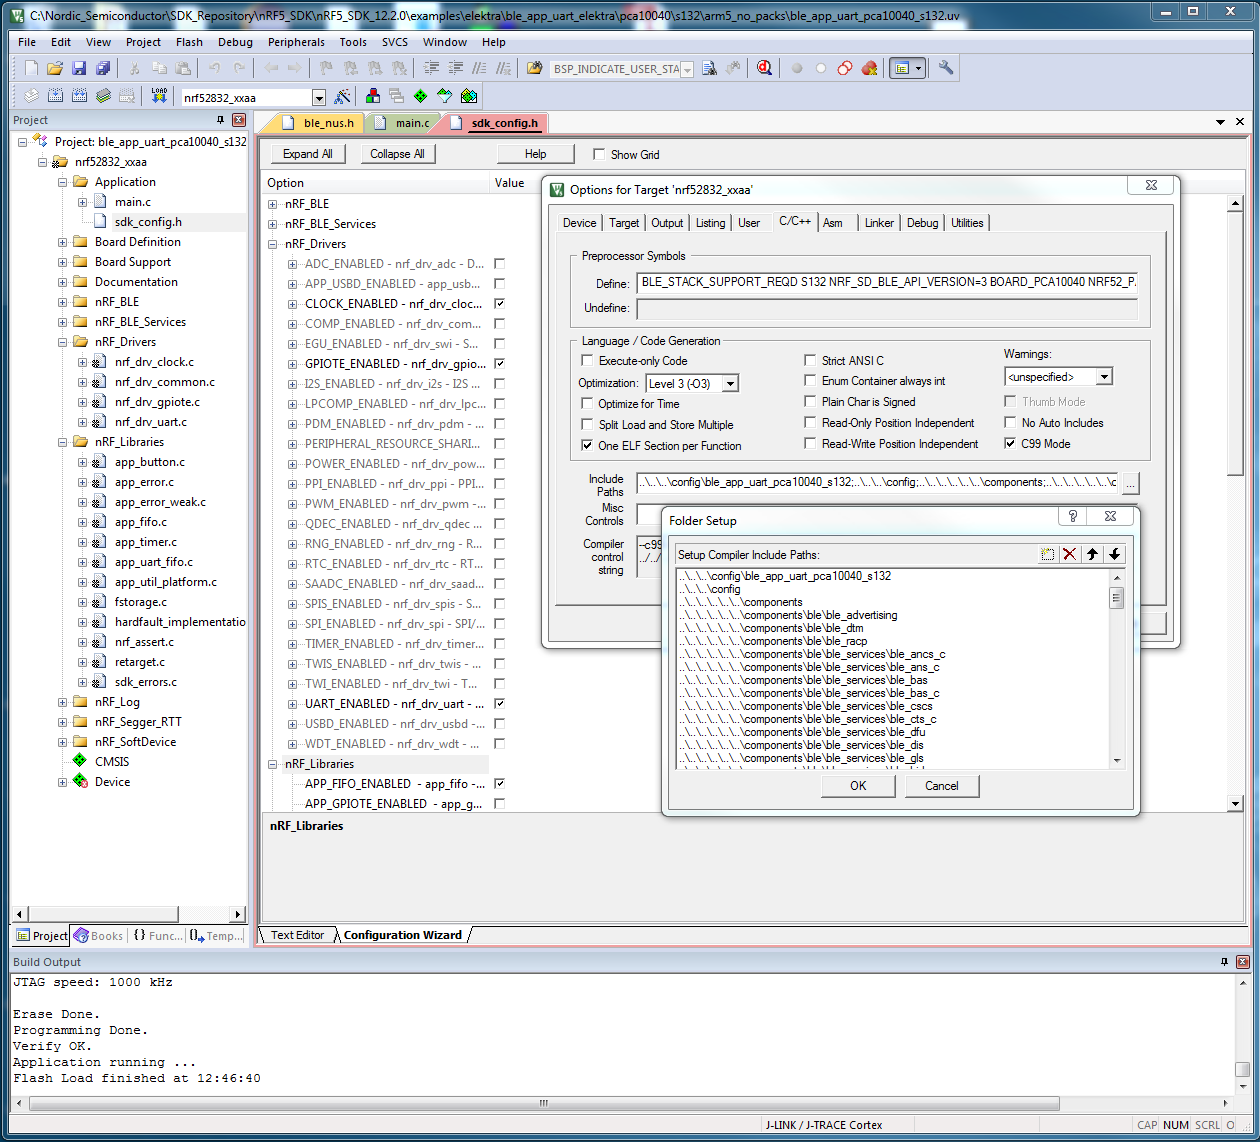 C:\Nordic_Semiconductor\SDK_Repository\nRF5_SDK\nRF5_SDK_12.2.0\examples\elektra\ble_app_uart_elektra\pca10040\s132\arm5_no_packs\ble_app_uart_pca10040_s132.uv
File Edit View Project Flash Debug Peripherals Tools SVCS Window Help
BSP_INDICATE_USER_STA
LOAD
nrf52832_xxaa
Project
Project: ble_app_uart_pca10040_s132
nrf52832_xxaa
Application
main.c
sdk_config.h
Board Definition
Board Support
Documentation
nRF_BLE
nRF_BLE_Services
nRF_Drivers
nrf_drv_clock.c
nrf_drv_common.c
nrf_drv_gpiote.c
nrf_drv_uart.c
nRF_Libraries
app_button.c
app_error.c
app_error_weak.c
app_fifo.c
app_timer.c
app_uart_fifo.c
app_util_platform.c
fstorage.c
hardfault_implementatio
nrf_assert.c
retarget.c
sdk_errors.c
nRF_Log
nRF_Segger_RTT
nRF_SoftDevice
CMSIS
Device
Project Books {} Func... Temp...
ble_nus.h main.c sdk_config.h
Expand All Collapse All Help Show Grid
Option Value
nRF_BLE
nRF_BLE_Services
nRF_Drivers
ADC_ENABLED - nrf_drv_adc - D...
APP_USBD_ENABLED - app_usb...
CLOCK_ENABLED - nrf_drv_cloc...
COMP_ENABLED - nrf_drv_com...
EGU_ENABLED - nrf_drv_swi - S...
GPIOTE_ENABLED - nrf_drv_gpio...
I2S_ENABLED - nrf_drv_i2s - I2S ...
LPCOMP_ENABLED - nrf_drv_lpc...
PDM_ENABLED - nrf_drv_pdm - ...
PERIPHERAL_RESOURCE_SHARI...
POWER_ENABLED - nrf_drv_pow...
PPI_ENABLED - nrf_drv_ppi - PPI...
PWM_ENABLED - nrf_drv_pwm - ...
QDEC_ENABLED - nrf_drv_qdec ...
RNG_ENABLED - nrf_drv_rng - R...
RTC_ENABLED - nrf_drv_rtc - RT...
SAADC_ENABLED - nrf_drv_saad...
SPIS_ENABLED - nrf_drv_spis - S...
SPI_ENABLED - nrf_drv_spi - SPI/...
TIMER_ENABLED - nrf_drv_timer...
TWIS_ENABLED - nrf_drv_twis - ...
TWI_ENABLED - nrf_drv_twi - T...
UART_ENABLED - nrf_drv_uart - ...
USBD_ENABLED - nrf_drv_usbd - ...
WDT_ENABLED - nrf_drv_wdt - ...
nRF_Libraries
APP_FIFO_ENABLED - app_fifo -...
APP_GPIOTE_ENABLED - app_g...
nRF_Libraries
Text Editor Configuration Wizard
Options for Target 'nrf52832_xxaa'
Device Target Output Listing User C/C++ Asm Linker Debug Utilities
Preprocessor Symbols
Define: BLE_STACK_SUPPORT_REQD S132 NRF_SD_BLE_API_VERSION=3 BOARD_PCA10040 NRF52_P
Undefine:
Language / Code Generation
Execute-only Code
Optimization: Level 3 (-O3)
Optimize for Time
Split Load and Store Multiple
One ELF Section per Function
Strict ANSI C
Enum Container always int
Plain Char is Signed
Read-Only Position Independent
Read-Write Position Independent
Warnings:
<unspecified>
Thumb Mode
No Auto Includes
C99 Mode
Include Paths
..\..\..\config\ble_app_uart_pca10040_s132;..\..\..\config;..\..\..\..\..\..\components;..\..\..\..\..\..\c
...
Misc Controls
Compiler control string
--c99
../../
Folder Setup
Setup Compiler Include Paths:
..\..\..\config\ble_app_uart_pca10040_s132
..\..\..\config
..\..\..\..\..\..\components
..\..\..\..\..\..\components\ble\ble_advertising
..\..\..\..\..\..\components\ble\ble_dtm
..\..\..\..\..\..\components\ble\ble_racp
..\..\..\..\..\..\components\ble\ble_services\ble_ancs_c
..\..\..\..\..\..\components\ble\ble_services\ble_ans_c
..\..\..\..\..\..\components\ble\ble_services\ble_bas
..\..\..\..\..\..\components\ble\ble_services\ble_bas_c
..\..\..\..\..\..\components\ble\ble_services\ble_cscs
..\..\..\..\..\..\components\ble\ble_services\ble_cts_c
..\..\..\..\..\..\components\ble\ble_services\ble_dfu
..\..\..\..\..\..\components\ble\ble_services\ble_dis
..\..\..\..\..\..\components\ble\ble_services\ble_gls
OK Cancel
Build Output
JTAG speed: 1000 kHz
Erase Done.
Programming Done.
Verify OK.
Application running ...
Flash Load finished at 12:46:40
J-LINK / J-TRACE Cortex
CAP NUM SCRL O